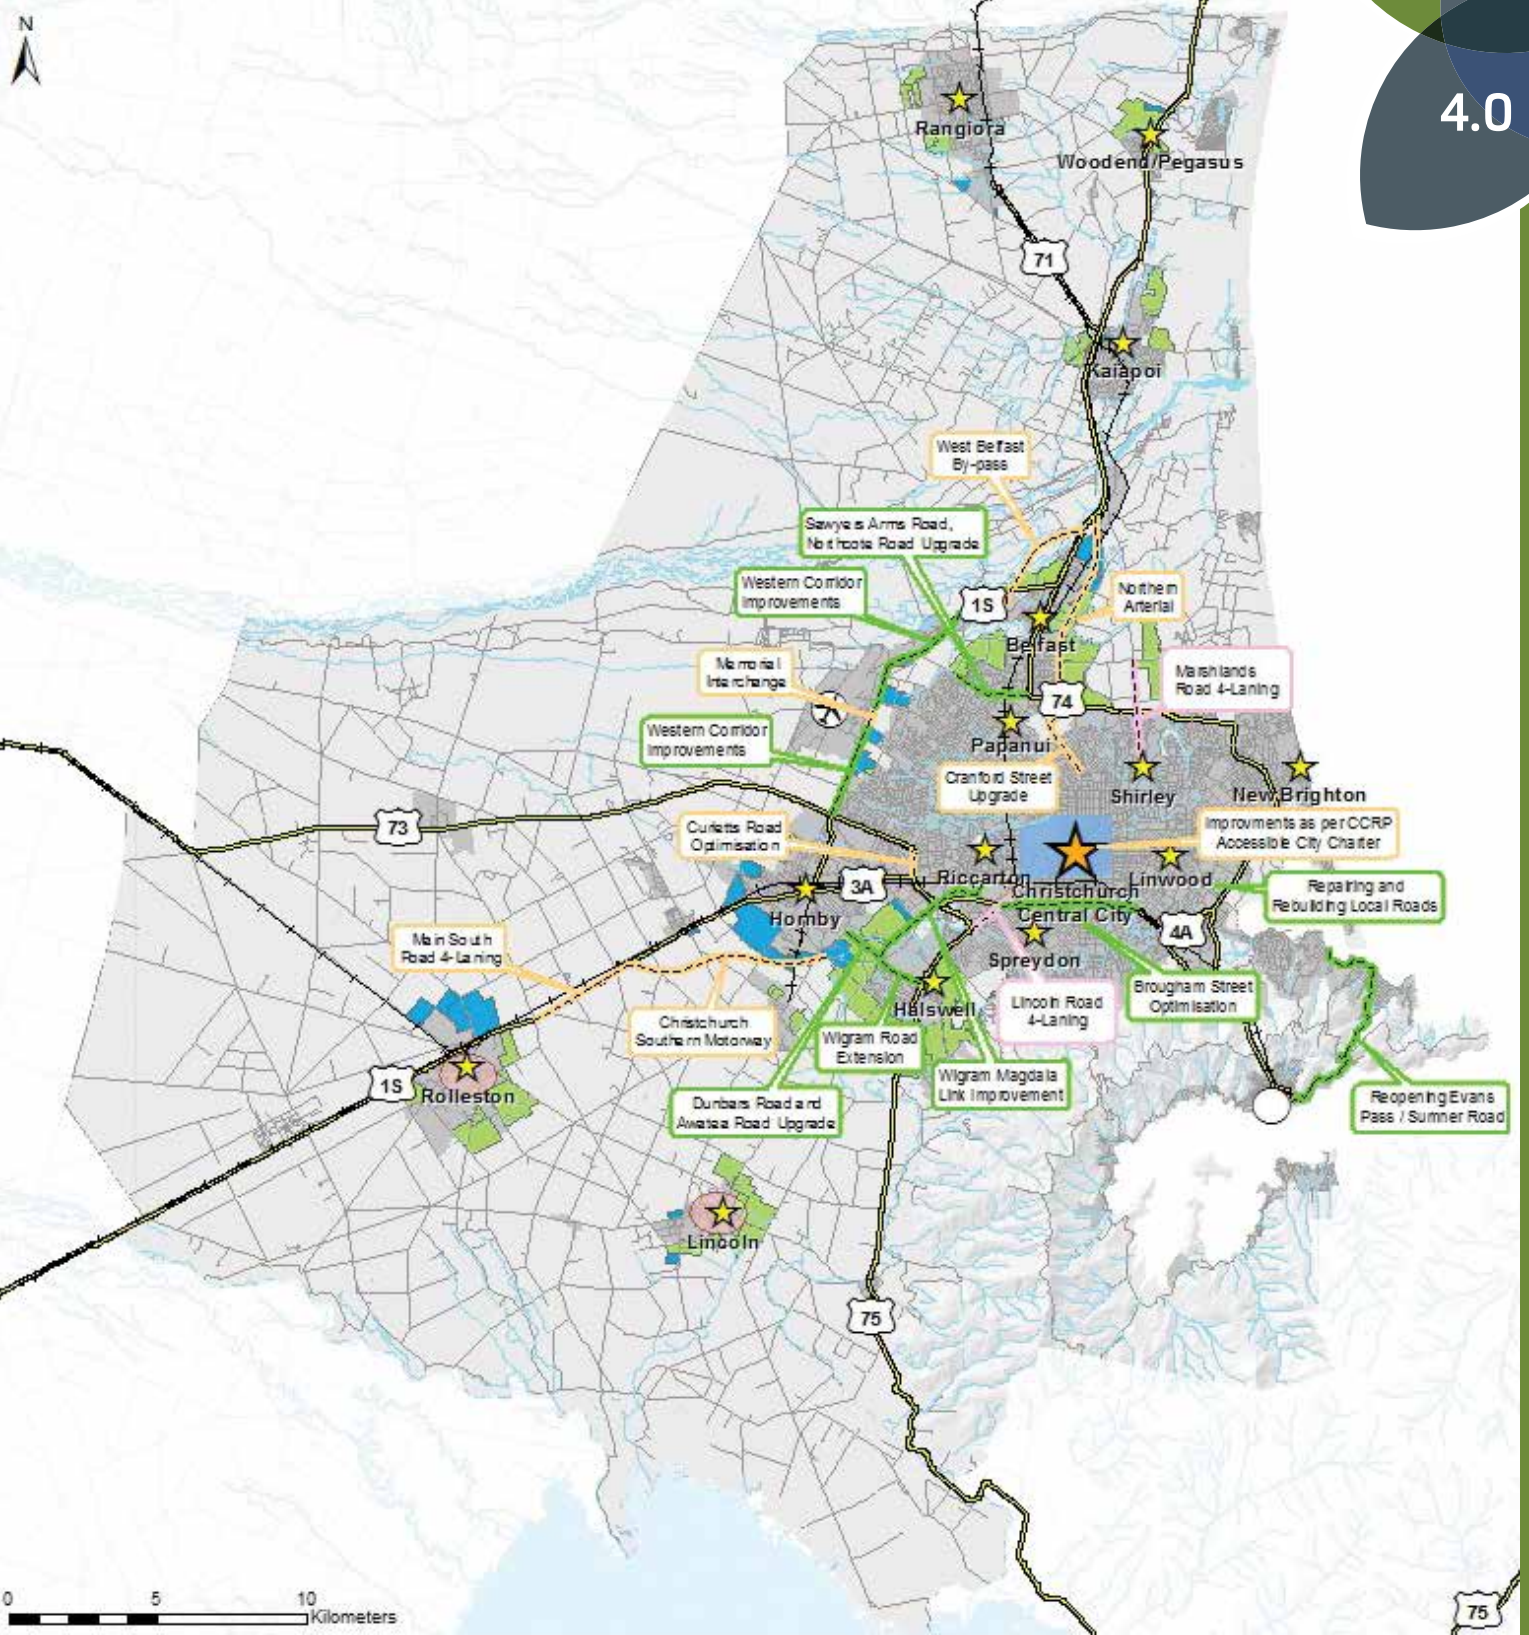 N
4.0
Rangiora
Woodend/Pegasus
71
Kaiapoi
West Belfast
By-pass
Sawyers Arms Road,
Northcote Road Upgrade
Western Corridor
Improvements
1S
Northern
Arterial
Belfast
Memorial
Interchange
Marshlands
Road 4-Laning
74
Western Corridor
Improvements
Papanui
Cranford Street
Upgrade
Shirley
New Brighton
73
Curletts Road
Optimisation
Improvments as per CCRP
Accessible City Charter
Riccarton
Linwood
3A
Christchurch
Central City
Repairing and
Rebuilding Local Roads
Hornby
4A
Main South
Road 4-Laning
Spreydon
Brougham Street
Optimisation
Lincoln Road
4-Laning
Halswell
Christchurch
Southern Motorway
Wigram Road
Extension
Wigram Magdala
Link Improvement
1S
Rolleston
Dunbars Road and
Awatea Road Upgrade
Reopening Evans
Pass / Sumner Road
Lincoln
75
0 5 10
Kilometers
75